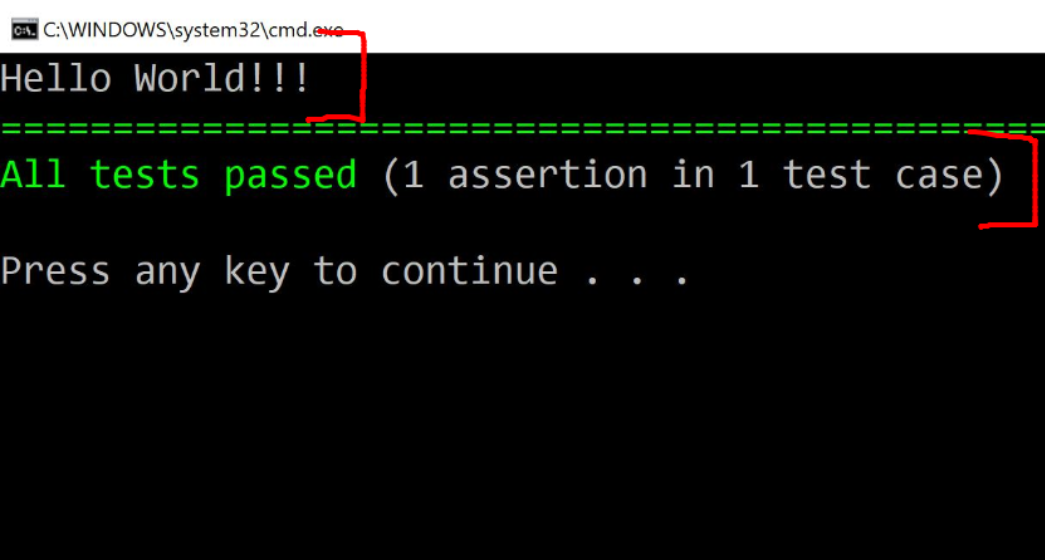 C:\WINDOWS\system32\cmd.exe
Hello World!!!
===============================================
All tests passed (1 assertion in 1 test case)
Press any key to continue . . .